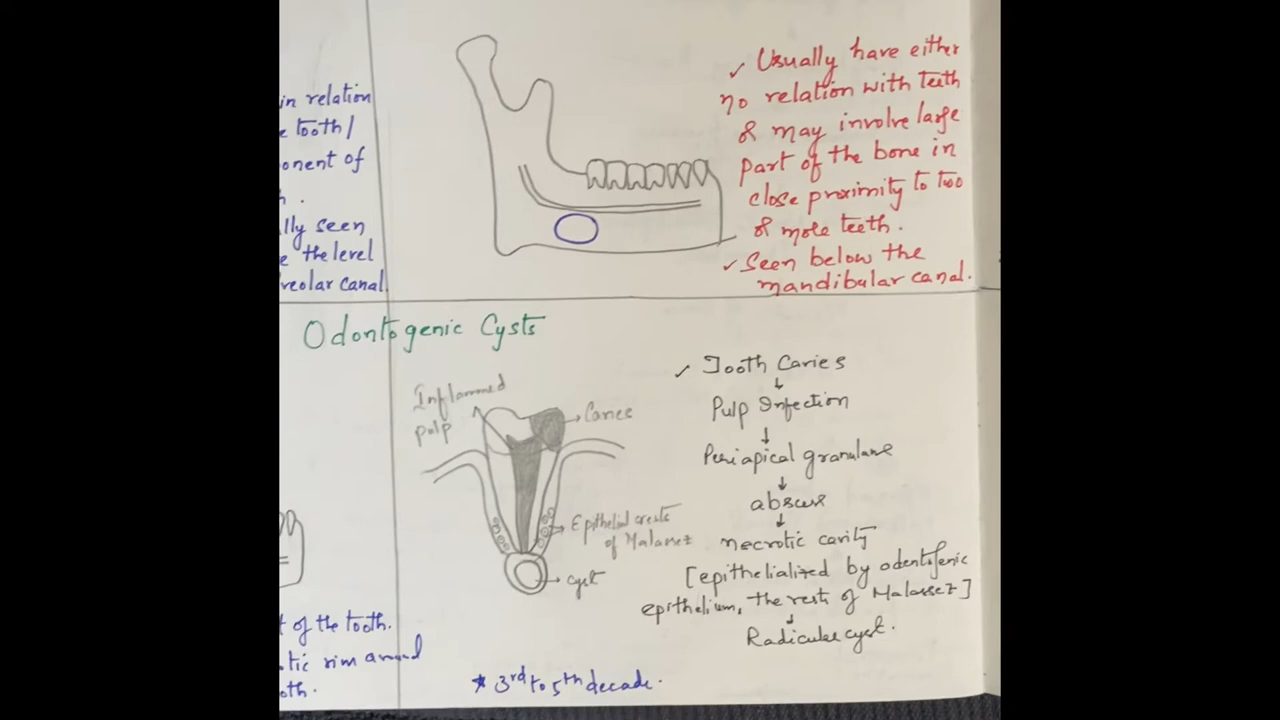 in relation
e tooth/
onent of
h.
lly seen
e the level
veolar canal
✓ Usually have either
no relation with teeth
& may involve large
part of the bone in
close proximity to two
or more teeth.
✓ Seen below the
mandibular canal.
Odontogenic Cysts
Inflammed
pulp
Caries
Epithelial crests
of Malassez
cyst
✓ Tooth Caries
↓
Pulp Infection
↓
Periapical granuloma
↓
abscess
↓
necrotic cavity
[epithelialized by odontogenic
epithelium, the rests of Malassez]
↓
Radicular cyst.
t of the tooth.
tic rim around
oth.
* 3rd to 5th decade.